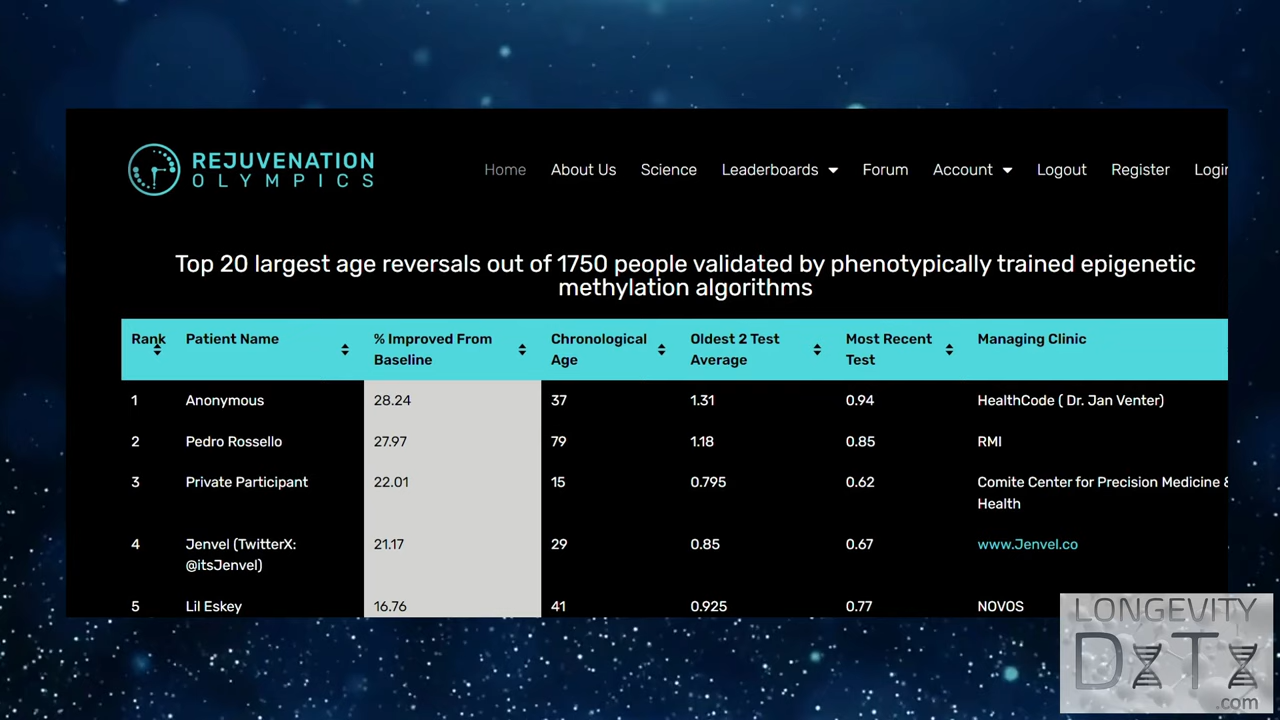 REJUVENATION
OLYMPICS
Home About Us Science Leaderboards Forum Account Logout Register Login
Top 20 largest age reversals out of 1750 people validated by phenotypically trained epigenetic
methylation algorithms
Rank Patient Name % Improved From Baseline Chronological Age Oldest 2 Test Average Most Recent Test Managing Clinic
1 Anonymous 28.24 37 1.31 0.94 HealthCode ( Dr. Jan Venter)
2 Pedro Rossello 27.97 79 1.18 0.85 RMI
3 Private Participant 22.01 15 0.795 0.62 Comite Center for Precision Medicine &
Health
4 Jenvel (TwitterX: 21.17 29 0.85 0.67 www.Jenvel.co
@itsJenvel)
5 Lil Eskey 16.76 41 0.925 0.77 NOVOS
LONGEVITY
DATA
.com